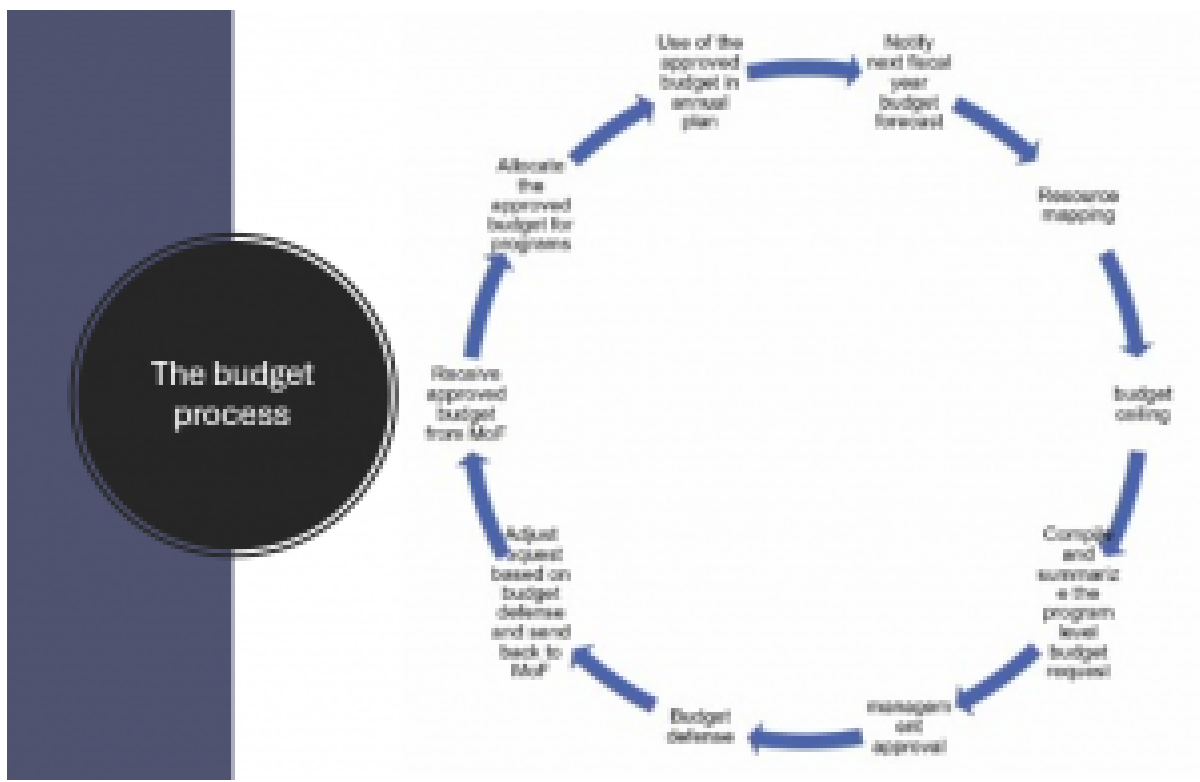 The budget
process
Use of the
approved
budget in
annual
plan
Notify
next fiscal
year
budget
forecast
Resource
mapping
budget
ceiling
Compile
and
summariz
e the
program
level
budget
request
managem
ent
approval
Budget
defense
Adjust
request
based on
budget
defense
and send
back to
MoF
Receive
approved
budget
from MoF
Allocate
the
approved
budget for
programs